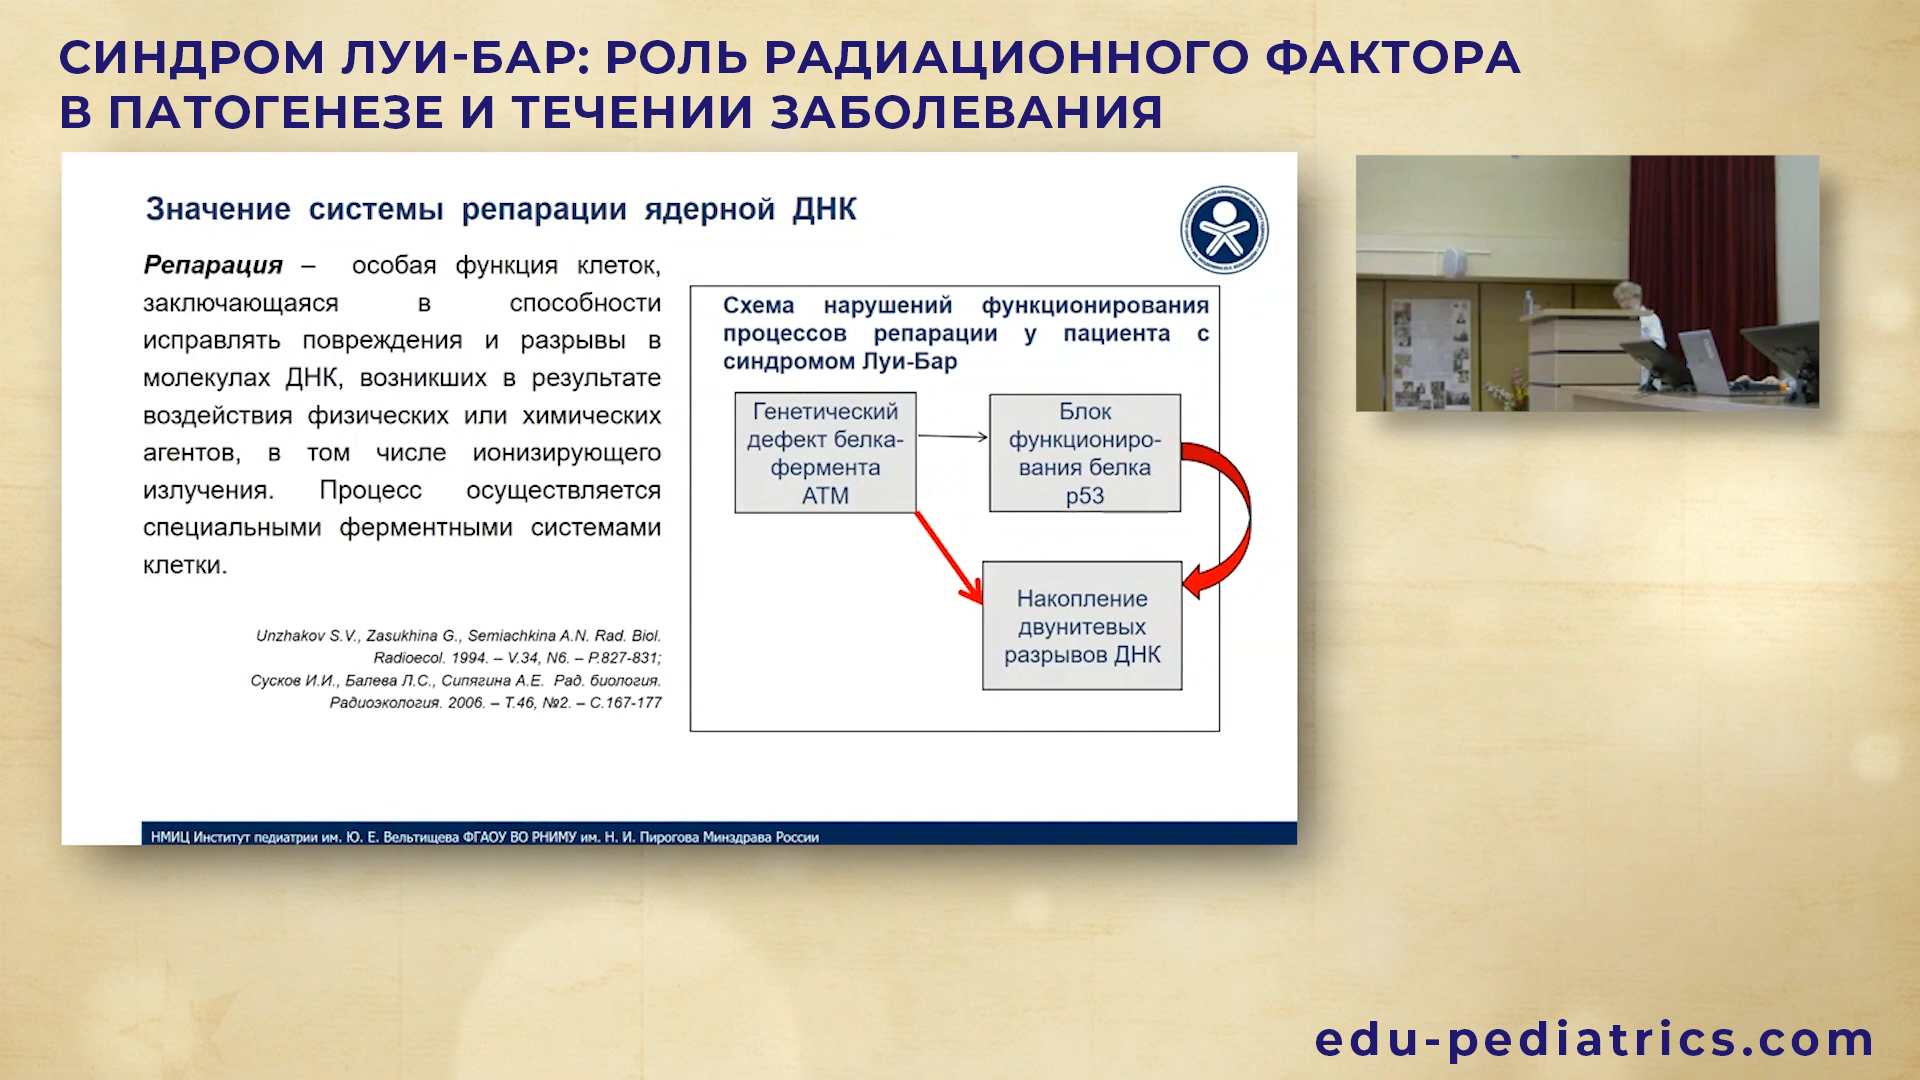 СИНДРОМ ЛУИ-БАР: РОЛЬ РАДИАЦИОННОГО ФАКТОРА
В ПАТОГЕНЕЗЕ И ТЕЧЕНИИ ЗАБОЛЕВАНИЯ
Значение системы репарации ядерной ДНК
Репарация – особая функция клеток,
заключающаяся в способности
исправлять повреждения и разрывы в
молекулах ДНК, возникших в результате
воздействия физических или химических
агентов, в том числе ионизирующего
излучения. Процесс осуществляется
специальными ферментными системами
клетки.
Unzhakov S.V., Zasukhina G., Semiachkina A.N. Rad. Biol.
Radioecol. 1994. – V.34, N6. – P.827-831;
Сусков И.И., Балева Л.С., Сипягина А.Е. Рад. биология.
Радиоэкология. 2006. – Т.46, №2. – С.167-177
Схема нарушений функционирования
процессов репарации у пациента с
синдромом Луи-Бар
Генетический
дефект белка-
фермента
АТМ
Блок
функциониро-
вания белка
р53
Накопление
двунитевых
разрывов ДНК
НМИЦ Институт педиатрии им. Ю. Е. Вельтищева ФГАОУ ВО РНИМУ им. Н. И. Пирогова Минздрава России
edu-pediatrics.com